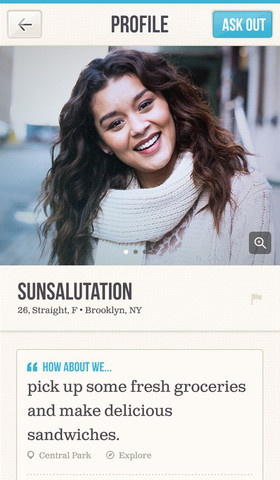 PROFILE
ASK OUT
SUNSALUTATION
26, Straight, F • Brooklyn, NY
“ HOW ABOUT WE...
pick up some fresh groceries
and make delicious
sandwiches.
Central Park Explore